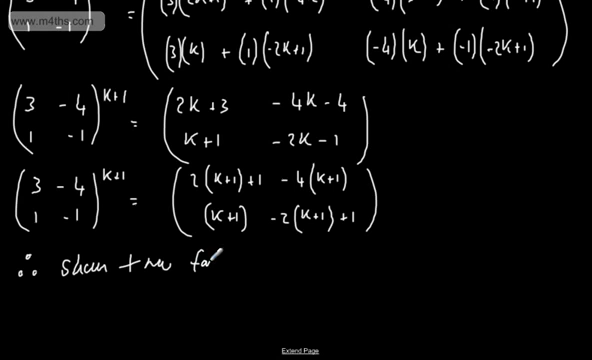 www.m4ths.com
(3)(K) + (1)(-2K+1) (-4)(K) + (-1)(-2K+1)
(3 -4; 1 -1)^K+1 = (2K+3 -4K-4; K+1 -2K-1)
(3 -4; 1 -1)^K+1 = (2(K+1)+1 -4(K+1); (K+1) -2(K+1)+1)
∴ shown true fo
Extend Page